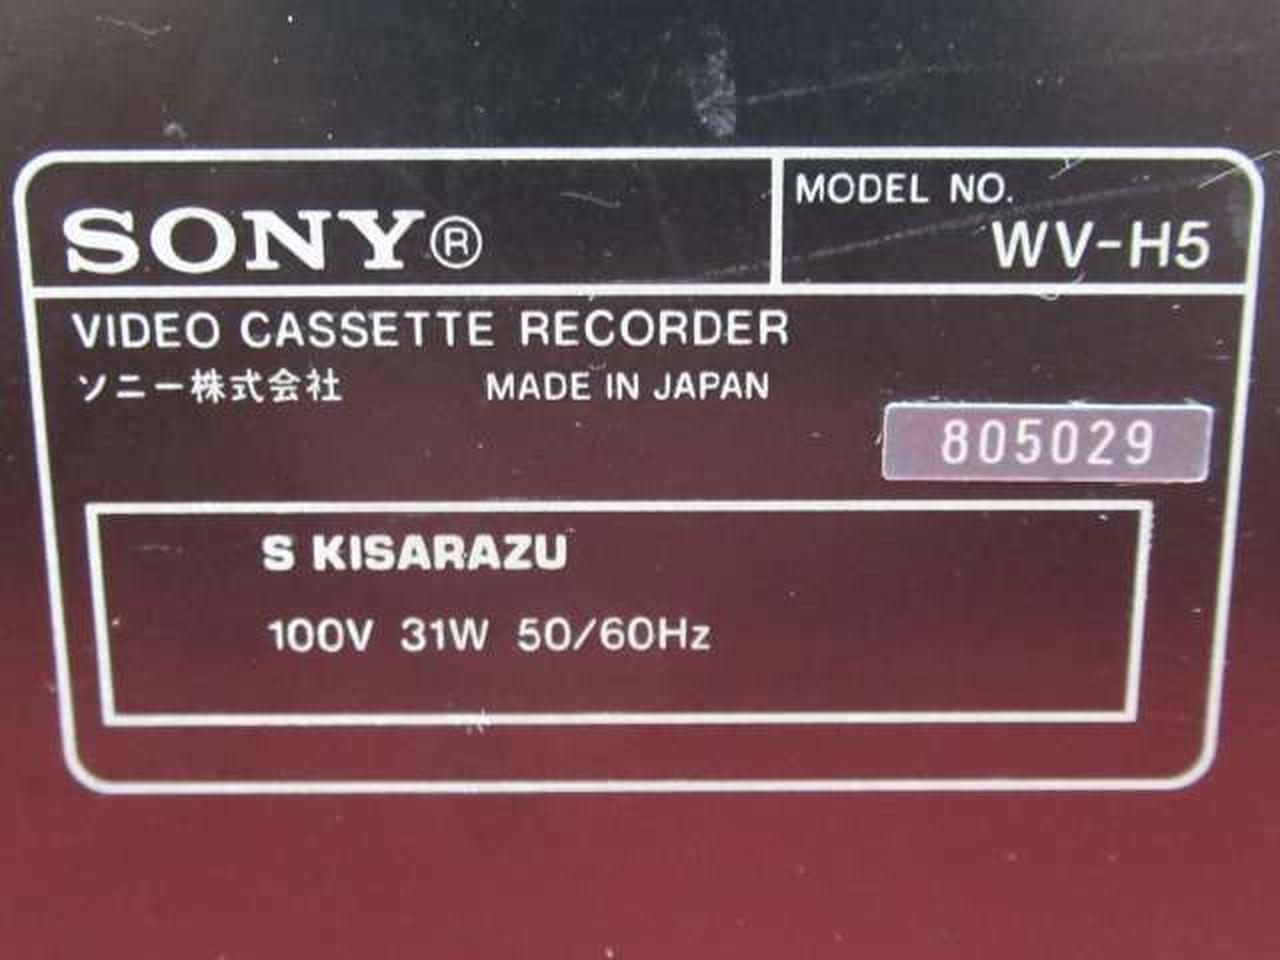 SONY®
MODEL NO.
WV-H5
VIDEO CASSETTE RECORDER
ソニー株式会社 MADE IN JAPAN
805029
S KISARAZU
100V 31W 50/60Hz